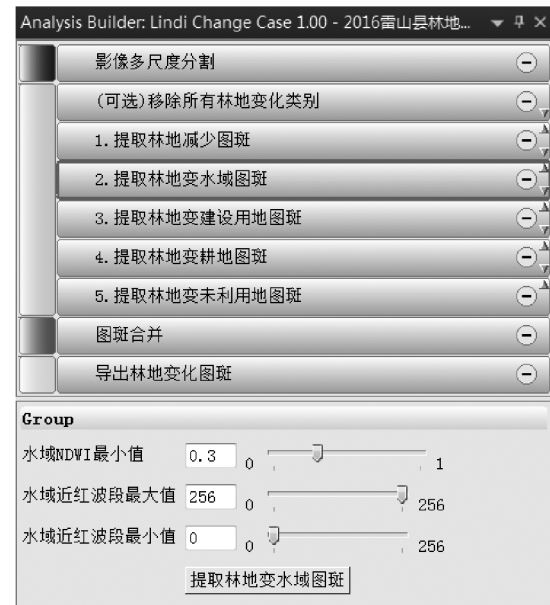 Analysis Builder: Lindi Change Case 1.00 - 2016雷山县林地...
影像多尺度分割
(可选)移除所有林地变化类别
1. 提取林地减少图斑
2. 提取林地变水域图斑
3. 提取林地变建设用地图斑
4. 提取林地变耕地图斑
5. 提取林地变未利用地图斑
图斑合并
导出林地变化图斑
Group
水域NDWI最小值 0.3 0 1
水域近红波段最大值 256 0 256
水域近红波段最小值 0 0 256
提取林地变水域图斑